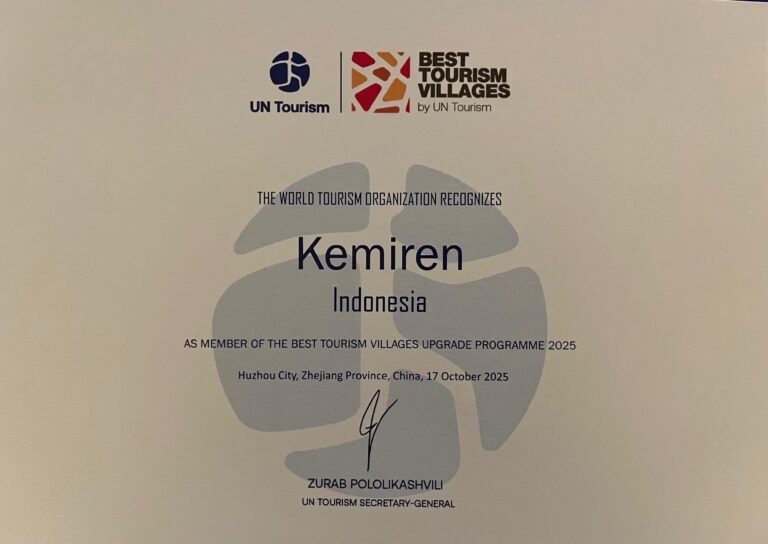 UN Tourism
BEST
TOURISM
VILLAGES
by UN Tourism
THE WORLD TOURISM ORGANIZATION RECOGNIZES
Kemiren
Indonesia
AS MEMBER OF THE BEST TOURISM VILLAGES UPGRADE PROGRAMME 2025
Huzhou City, Zhejiang Province, China, 17 October 2025
ZURAB POLOLIKASHVILI
UN TOURISM SECRETARY-GENERAL